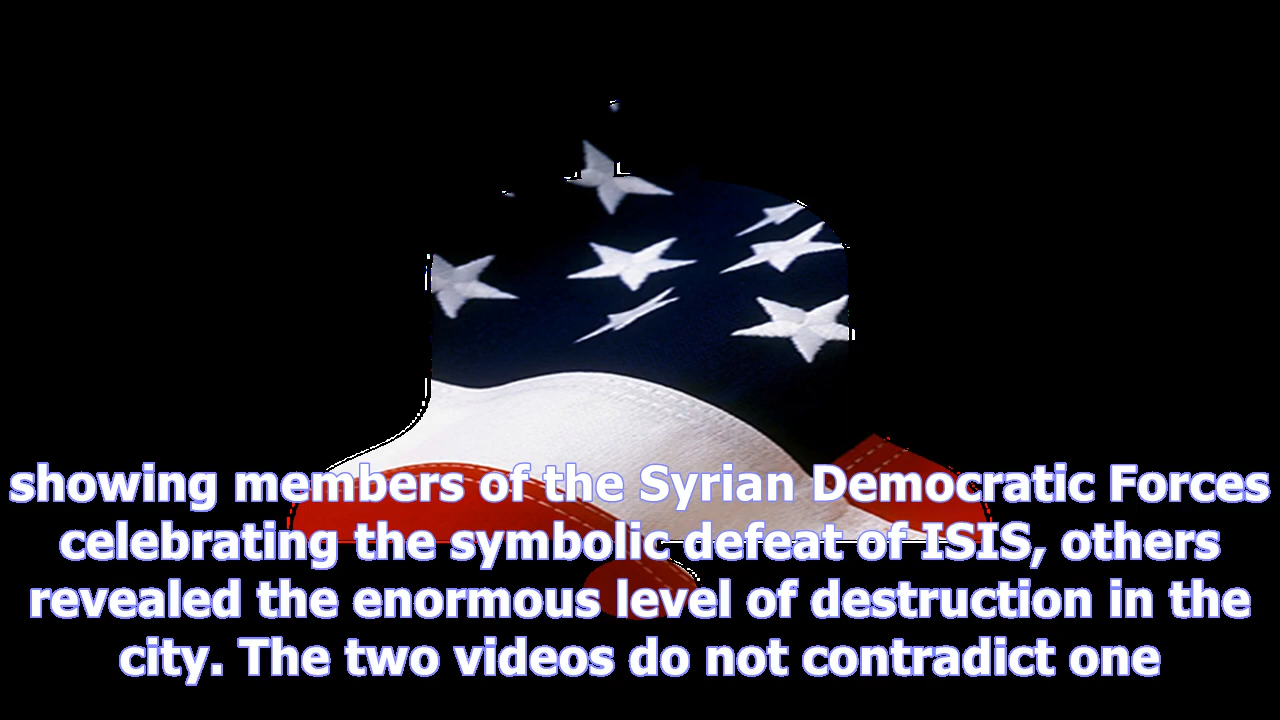 showing members of the Syrian Democratic Forces
celebrating the symbolic defeat of ISIS, others
revealed the enormous level of destruction in the
city. The two videos do not contradict one